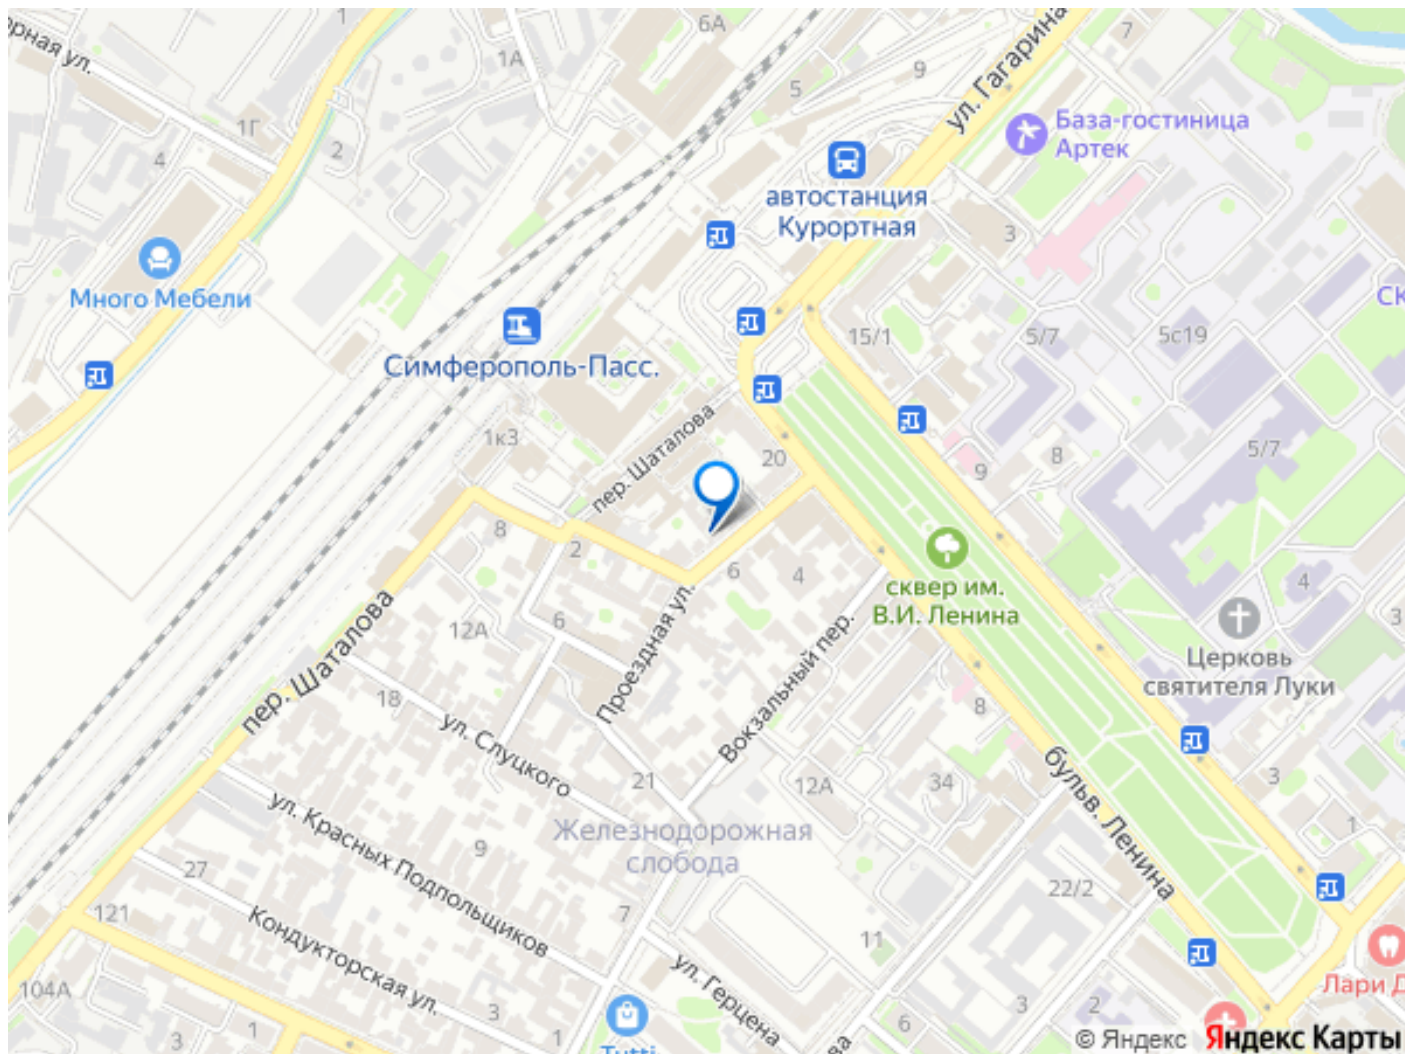 1
6А
7
1А
9
5
ул. Гагарина
База-гостиница
Артек
1Г
2
4
автостанция
Курортная
3
Много Мебели
СК
15/1
5/7
5с19
Симферополь-Пасс.
пер. Шаталова
1к3
20
9
8
5/7
8
2
6
4
сквер им.
В.И. Ленина
4
3
Церковь
святителя Луки
12А
6
пер. Шаталова
Проездная ул.
Вокзальный пер.
18
ул. Слуцкого
8
21
12А
34
3
бульв. Ленина
1
ул. Красных Подпольщиков
Железнодорожная
слобода
9
27
22/2
121
7
Кондукторская ул.
11
ул. Герцена
104А
3
1
3
1
6
3
2
Лари Д
Tutti
© Яндекс
Яндекс Карты